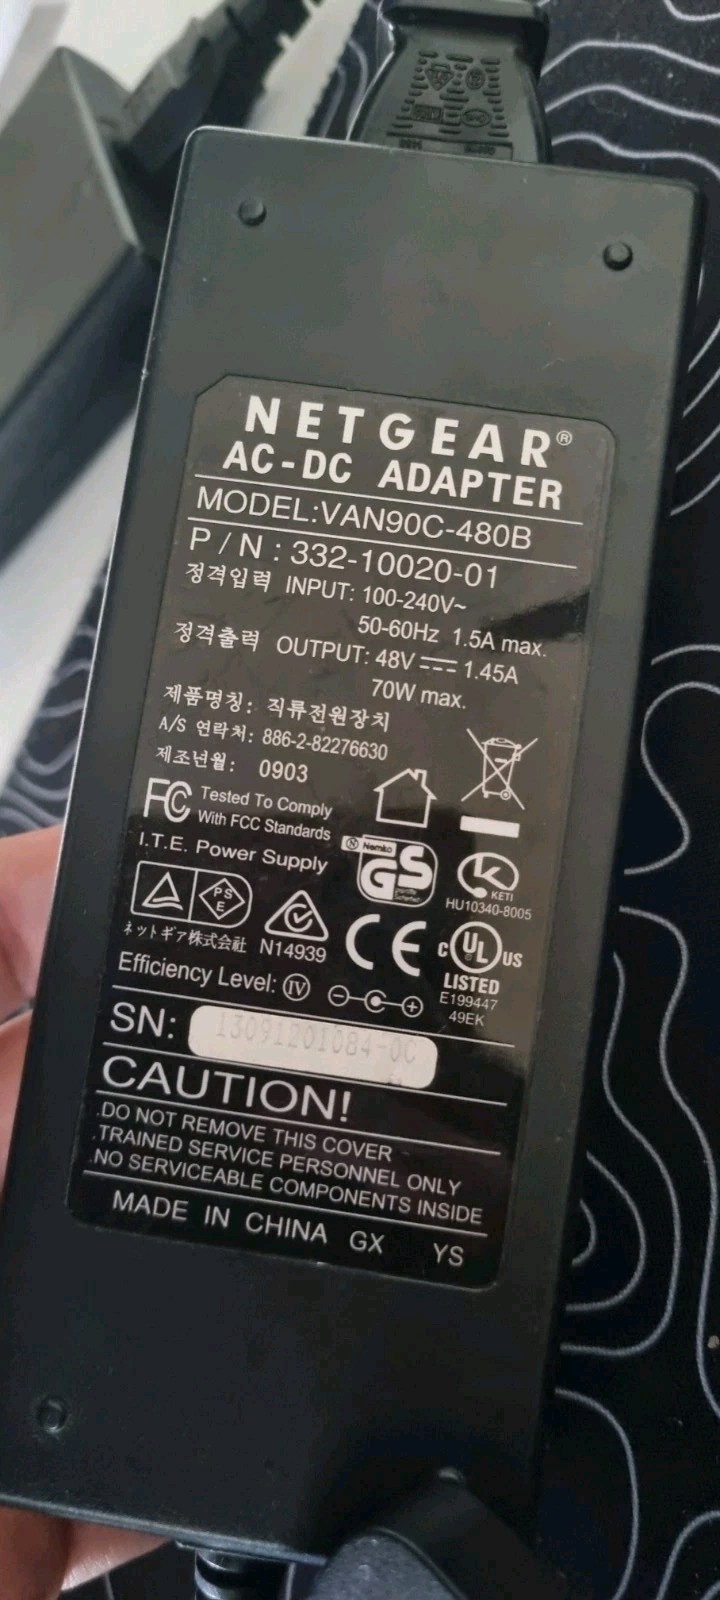 NETGEAR®
AC-DC ADAPTER
MODEL:VAN90C-480B
P/N : 332-10020-01
정격입력 INPUT: 100-240V~
50-60Hz 1.5A max.
정격출력 OUTPUT: 48V⎓1.45A
70W max.
제품명칭: 직류전원장치
A/S 연락처: 886-2-82276630
제조년월: 0903
FC Tested To Comply
With FCC Standards
I.T.E. Power Supply
N Nemko
GS
KETI
HU10340-8005
PSE
ネットギア株式会社
N14939
CE
c UL US
LISTED
E199447
49EK
Efficiency Level: IV
SN: 13091201084-0C
CAUTION!
.DO NOT REMOVE THIS COVER
.TRAINED SERVICE PERSONNEL ONLY
.NO SERVICEABLE COMPONENTS INSIDE
MADE IN CHINA GX YS